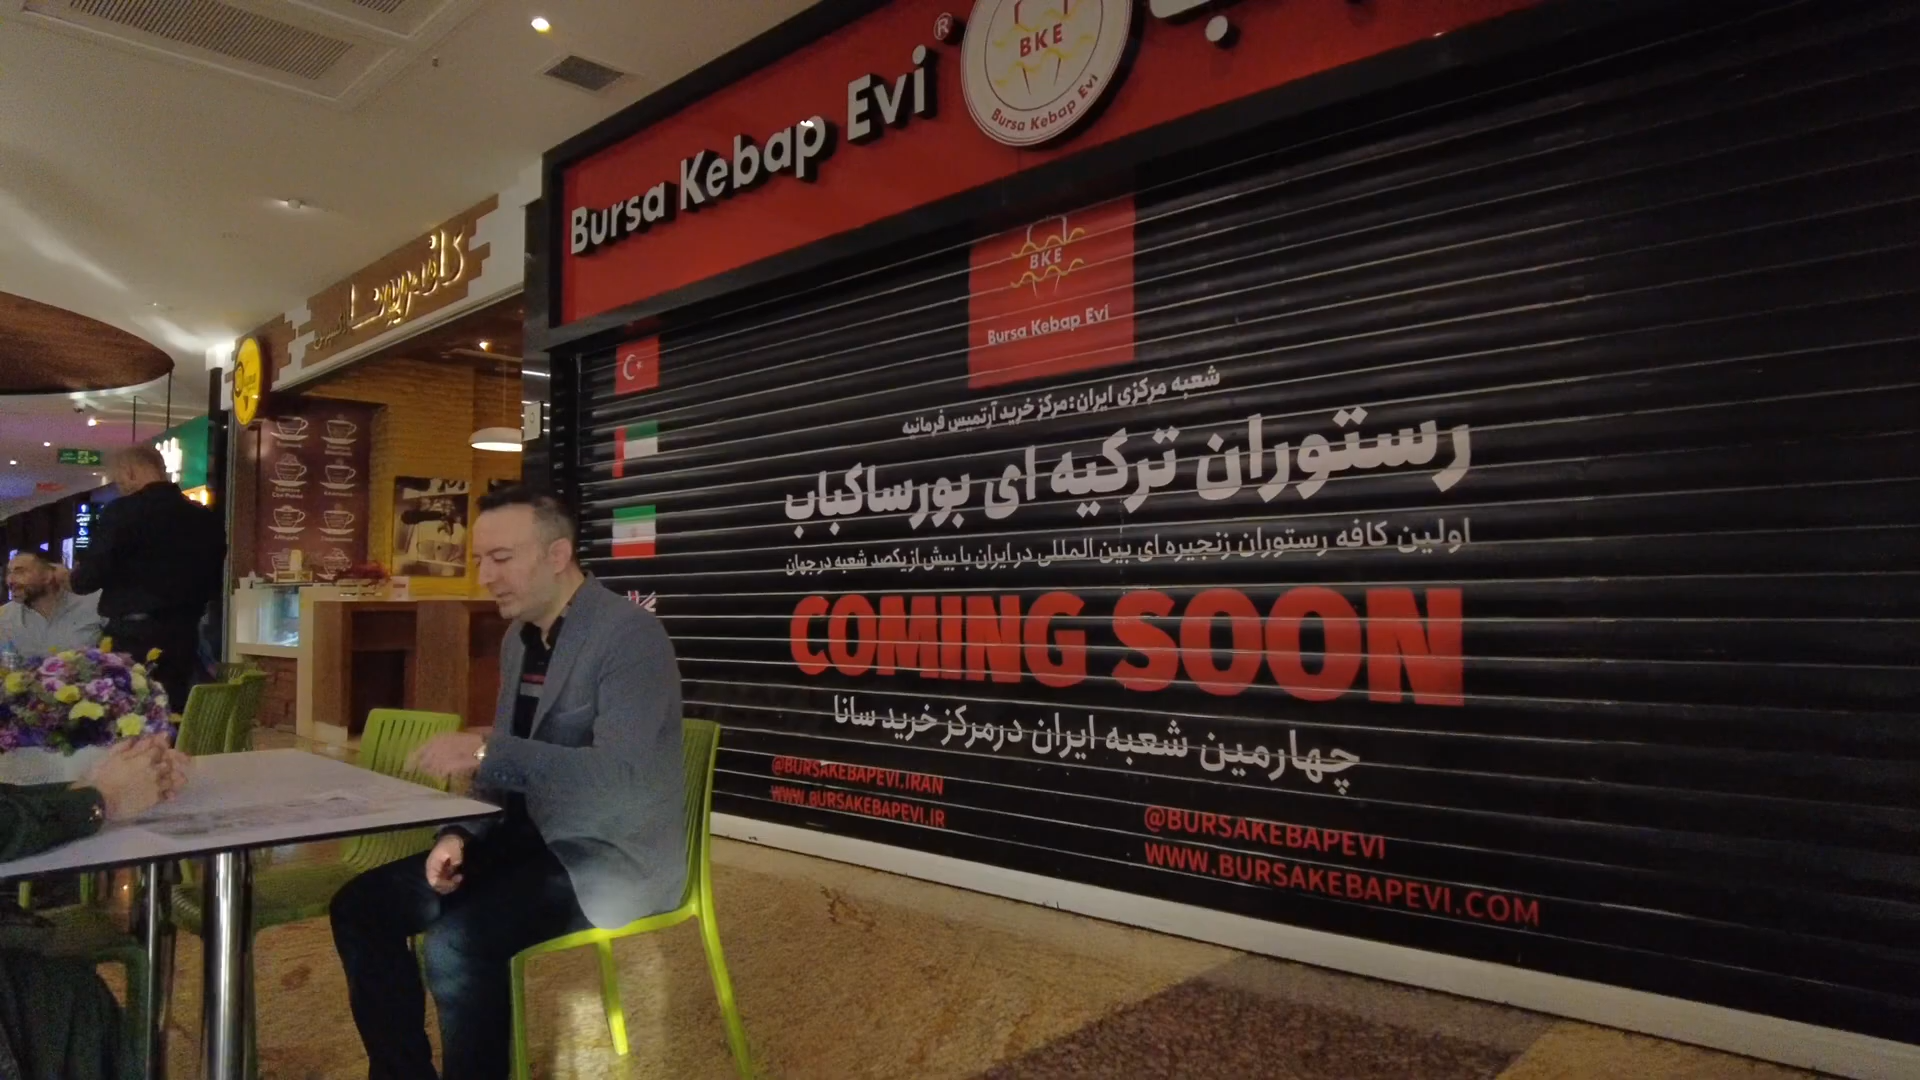 Bursa Kebap Evi®
BKE
Bursa Kebap Evi
BKE
Bursa Kebap Evi
شعبه مرکزی ایران: مرکز خرید آرتمیس فرمانیه
رستوران ترکیه ای بورساکباب
اولین کافه رستوران زنجیره ای بین المللی در ایران با بیش از یکصد شعبه در جهان
COMING SOON
چهارمین شعبه ایران در مرکز خرید سانا
@BURSAKEBAPEVI.IRAN
WWW.BURSAKEBAPEVI.IR
@BURSAKEBAPEVI
WWW.BURSAKEBAPEVI.COM